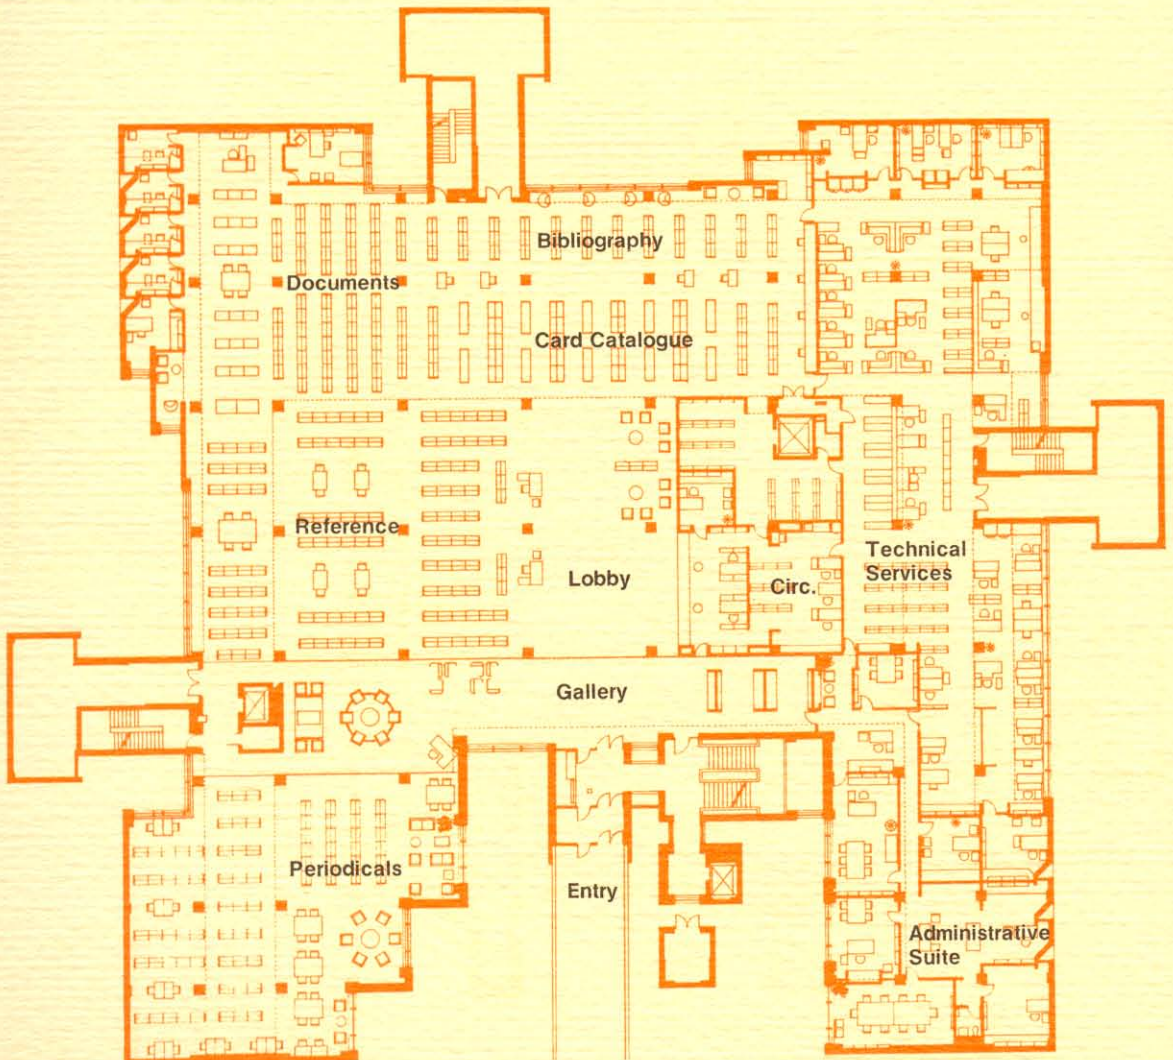 Bibliography
Documents
Card Catalogue
Reference
Technical
Services
Lobby
Circ.
Gallery
Periodicals
Entry
Administrative
Suite